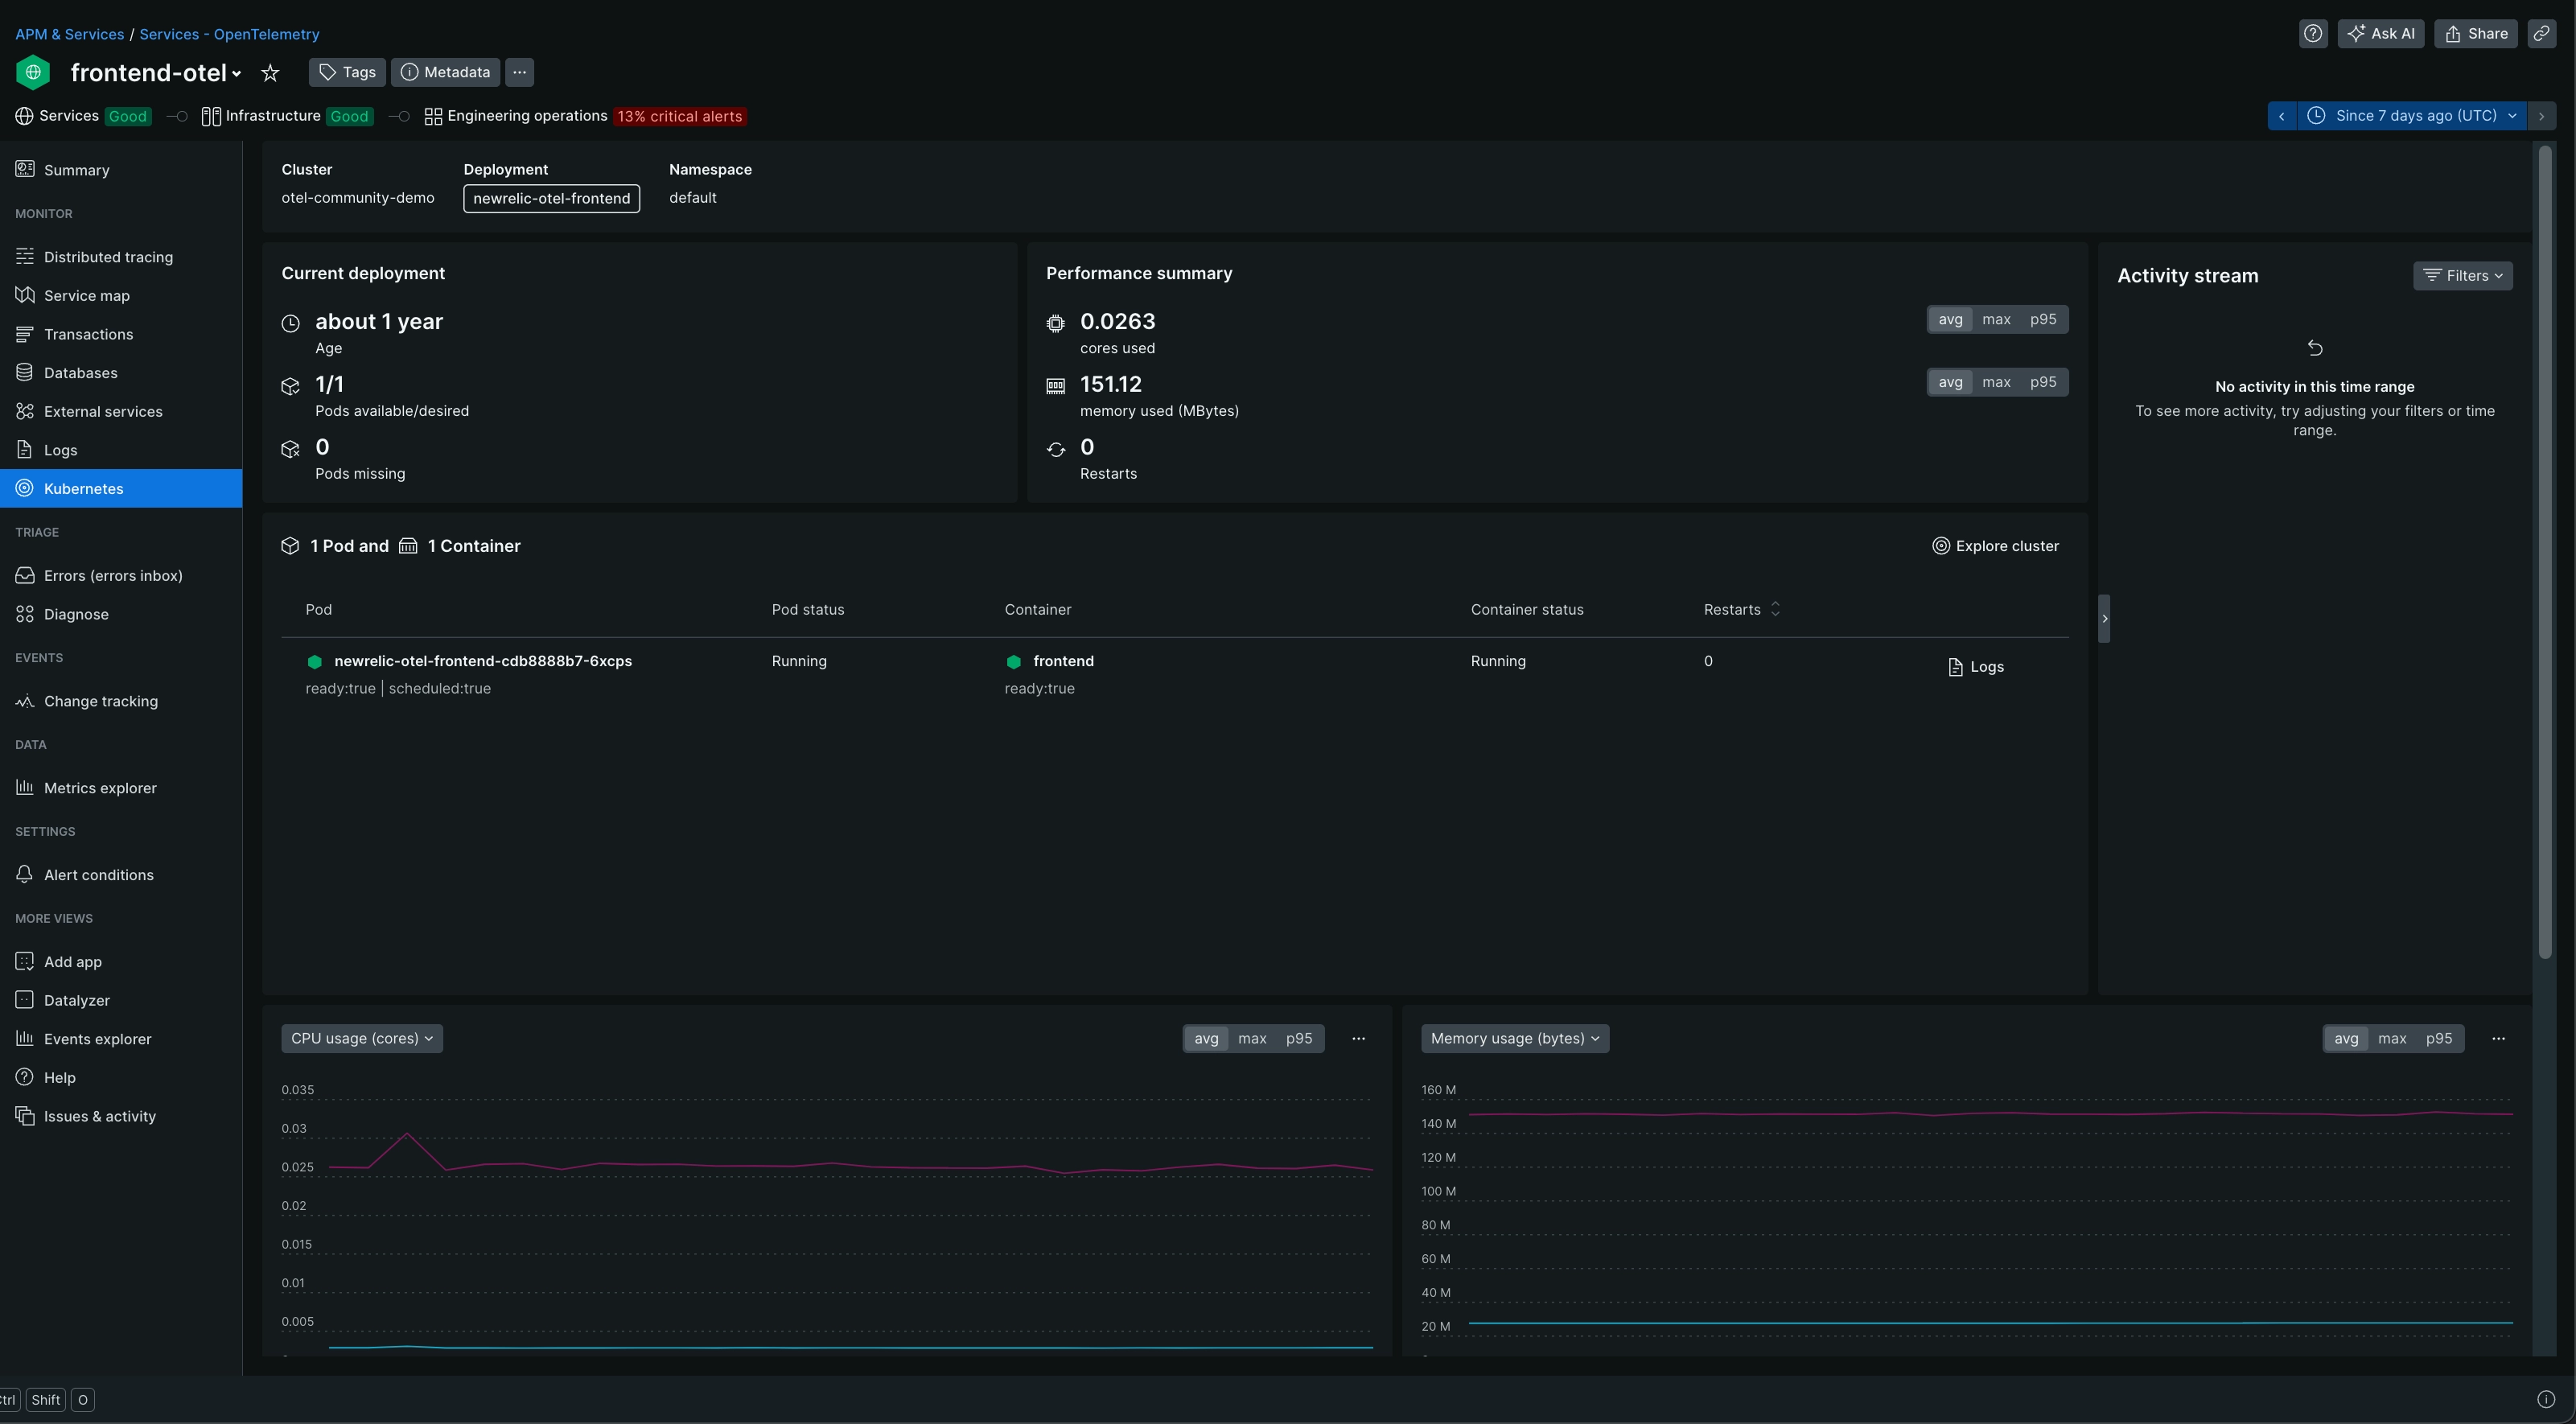 APM & Services / Services - OpenTelemetry
Ask AI
Share
frontend-otel
Tags
Metadata
Services Good
Infrastructure Good
Engineering operations 13% critical alerts
Since 7 days ago (UTC)
Summary
MONITOR
Distributed tracing
Service map
Transactions
Databases
External services
Logs
Kubernetes
TRIAGE
Errors (errors inbox)
Diagnose
EVENTS
Change tracking
DATA
Metrics explorer
SETTINGS
Alert conditions
MORE VIEWS
Add app
Datalyzer
Events explorer
Help
Issues & activity
Cluster
otel-community-demo
Deployment
newrelic-otel-frontend
Namespace
default
Current deployment
about 1 year
Age
1/1
Pods available/desired
0
Pods missing
Performance summary
0.0263
cores used
avg max p95
151.12
memory used (MBytes)
avg max p95
0
Restarts
Activity stream
Filters
No activity in this time range
To see more activity, try adjusting your filters or time
range.
1 Pod and 1 Container
Explore cluster
Pod Pod status Container Container status Restarts
newrelic-otel-frontend-cdb8888b7-6xcps Running frontend Running 0 Logs
ready:true | scheduled:true ready:true
CPU usage (cores)
avg max p95
0.035
0.03
0.025
0.02
0.015
0.01
0.005
Memory usage (bytes)
avg max p95
160 M
140 M
120 M
100 M
80 M
60 M
40 M
20 M
trl Shift O